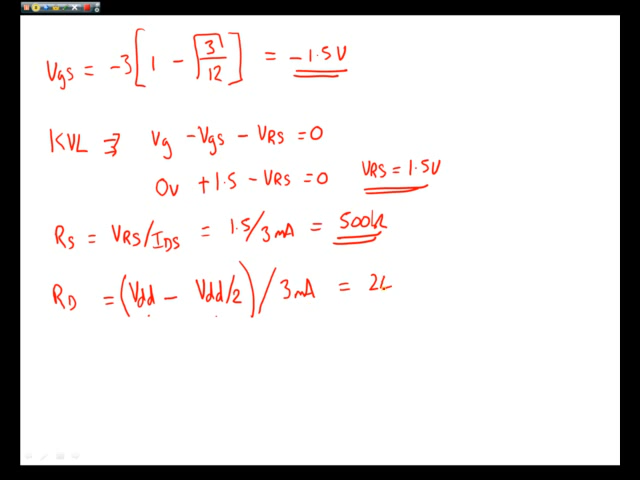 Vgs = -3 [ 1 - √3/12 ] = -1.5V
KVL ⇒ Vg - Vgs - VRS = 0
0v + 1.5 - VRS = 0 VRS = 1.5V
RS = VRS/IDS = 1.5/3mA = 500Ω
RD = (Vdd - Vdd/2) / 3mA = 2